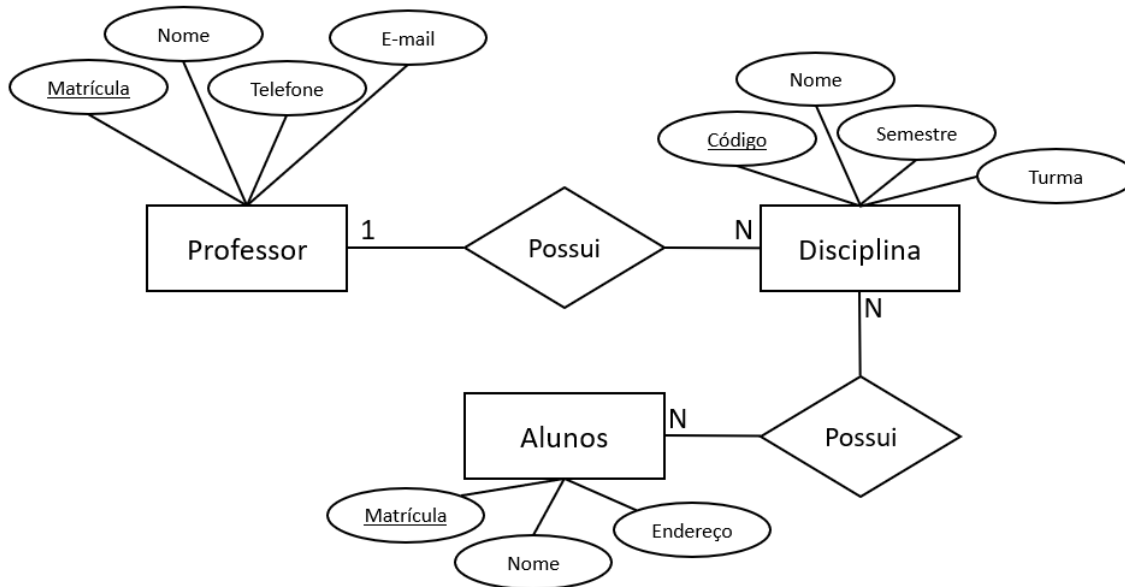 Nome
E-mail
Matrícula
Telefone
Nome
Código
Semestre
Turma
Professor
1
Possui
N
Disciplina
N
Alunos
N
Possui
Matrícula
Nome
Endereço